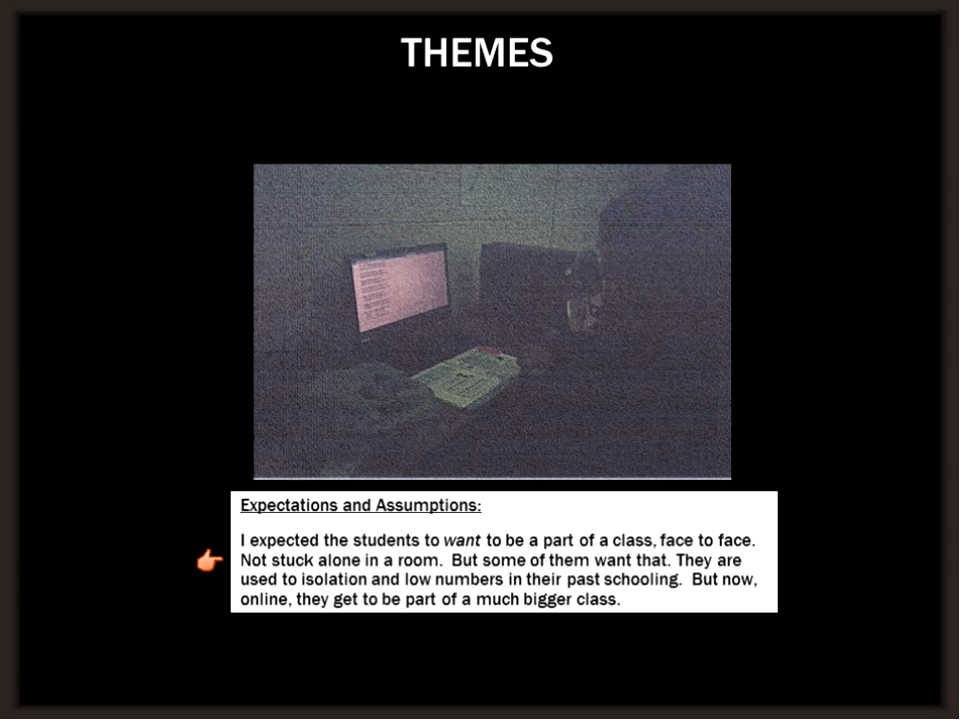 THEMES
Expectations and Assumptions:
I expected the students to want to be a part of a class, face to face.
Not stuck alone in a room.  But some of them want that. They are
used to isolation and low numbers in their past schooling.  But now,
online, they get to be part of a much bigger class.